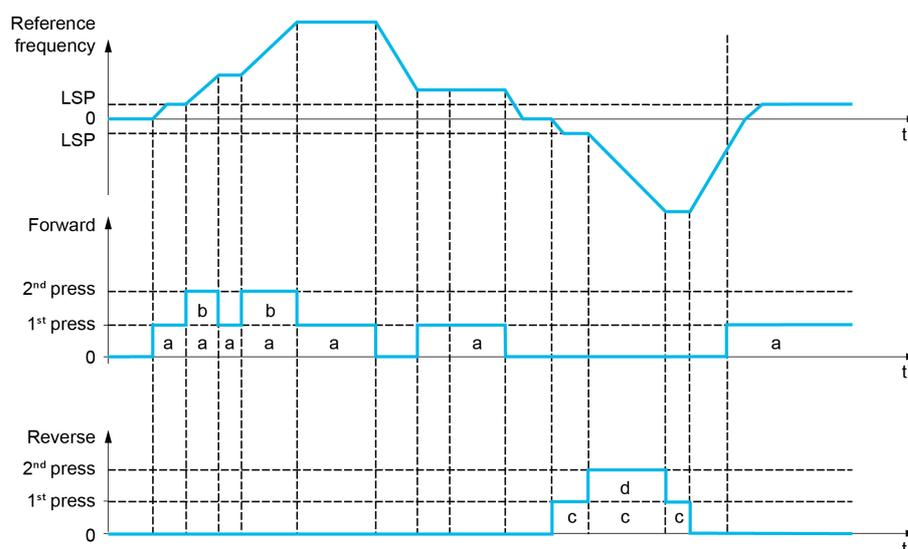 Reference
frequency
LSP
0
LSP
t
Forward
2nd press
b b
1st press
a a a a a a a
0
t
Reverse
2nd press
d
1st press
c c c
0
t